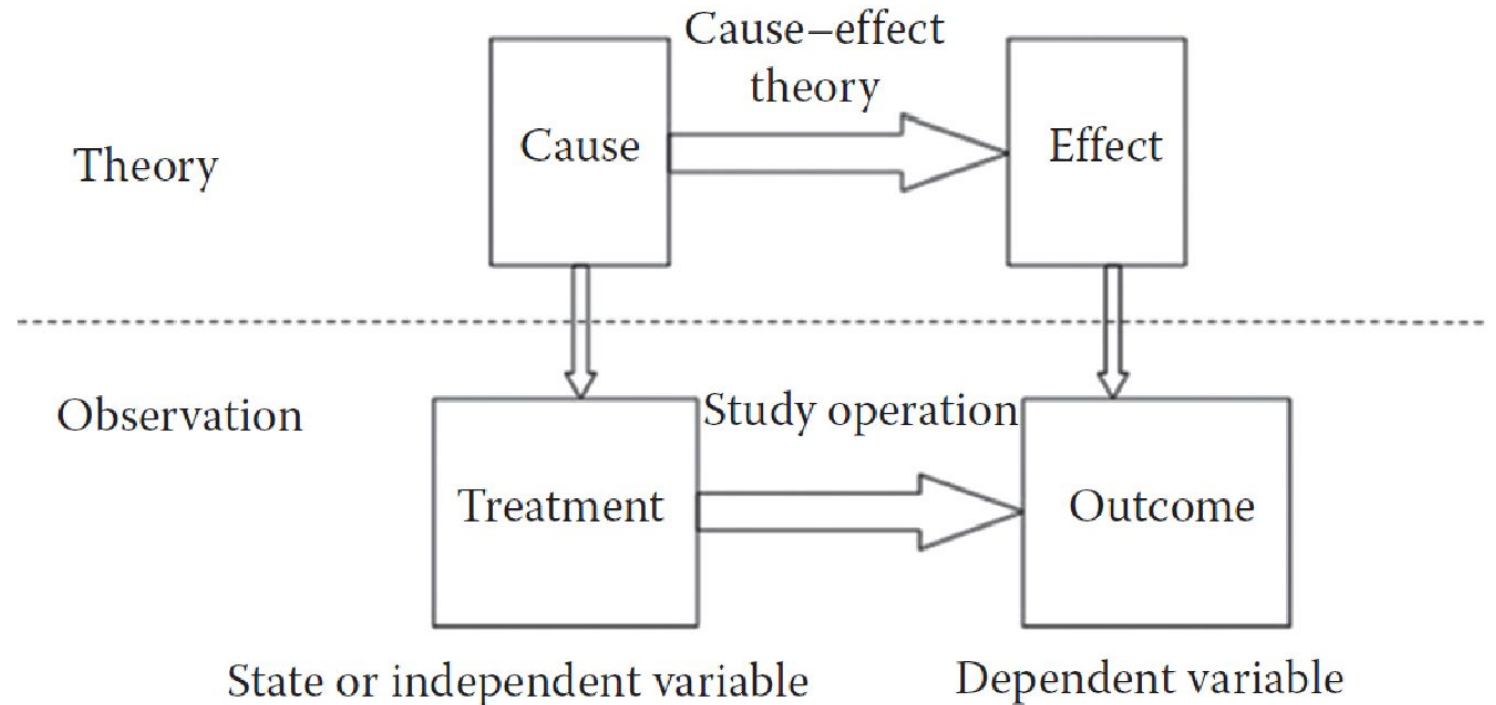 Cause–effect
theory
Cause
Effect
Theory
Observation
Study operation
Treatment
Outcome
State or independent variable
Dependent variable